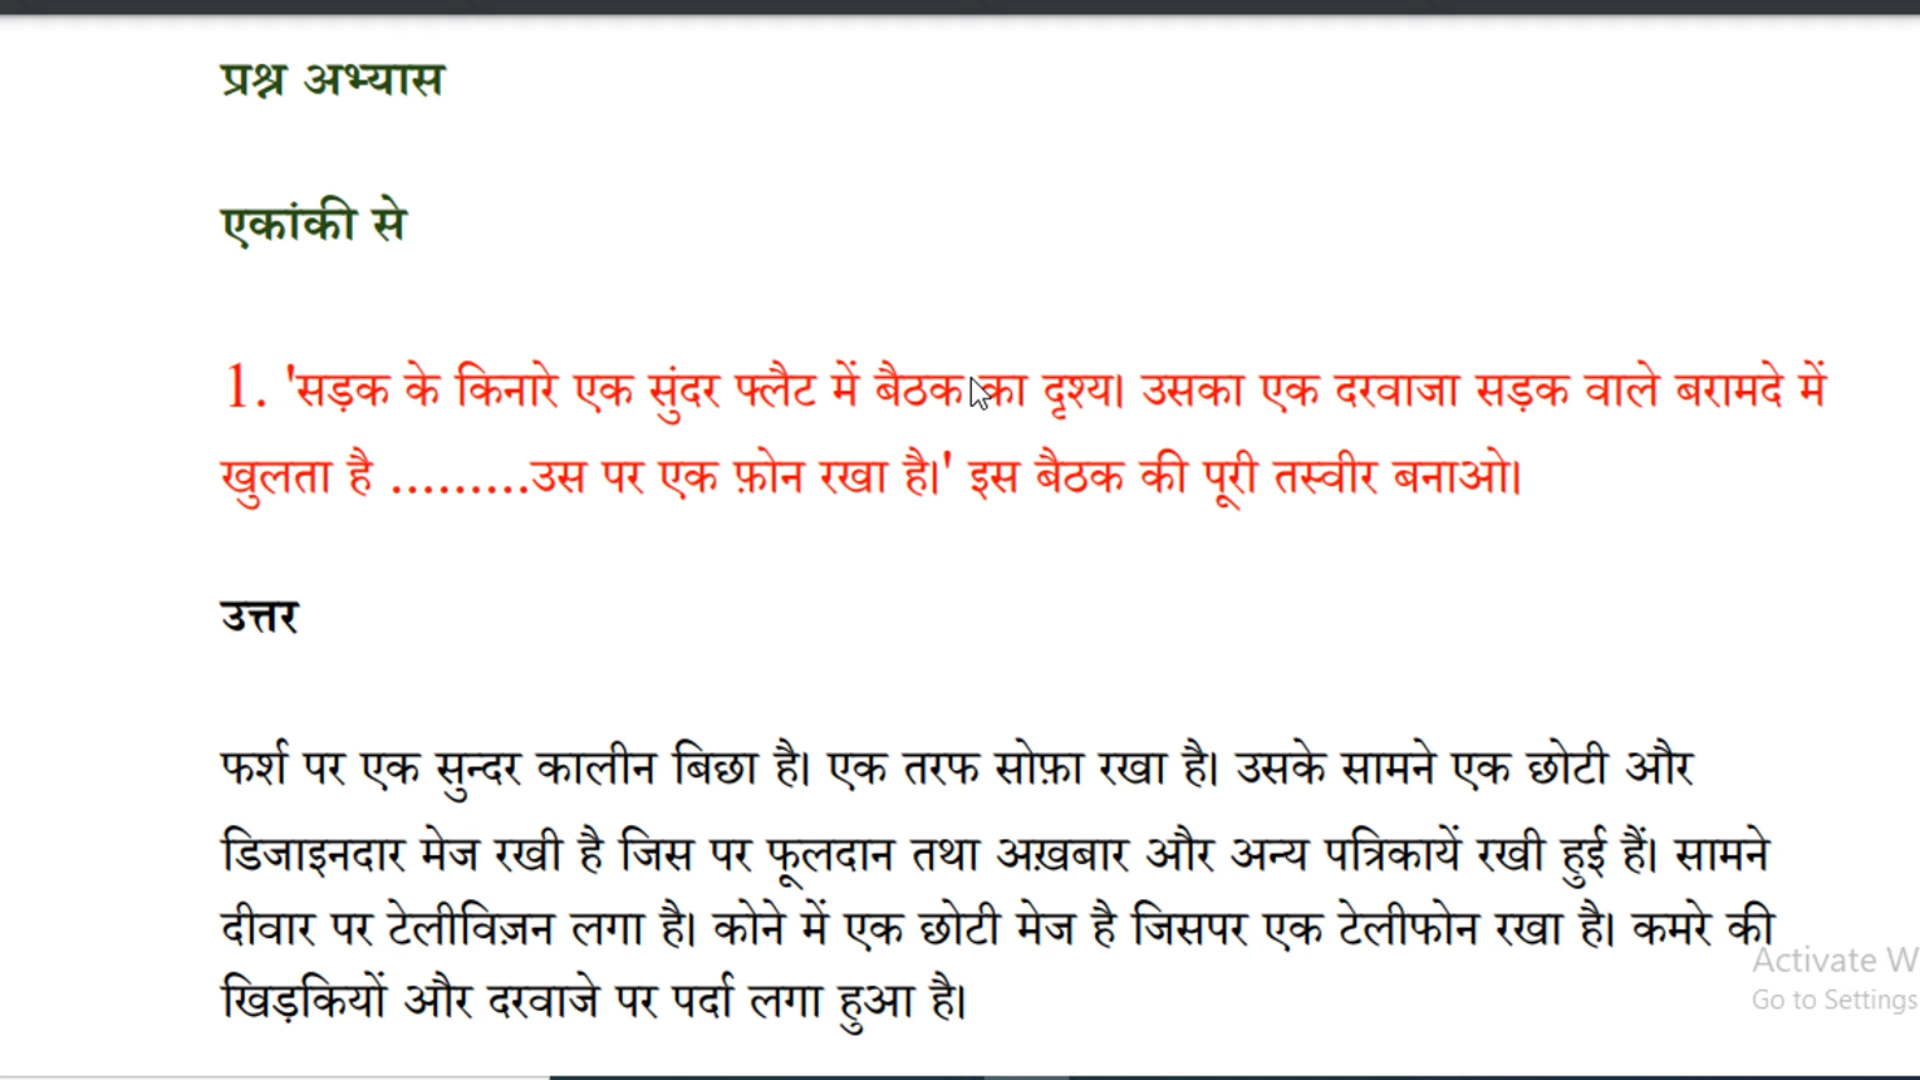 प्रश्न अभ्यास
एकांकी से
1. 'सड़क के किनारे एक सुंदर फ्लैट में बैठक का दृश्य। उसका एक दरवाजा सड़क वाले बरामदे में
खुलता है .........उस पर एक फ़ोन रखा है।' इस बैठक की पूरी तस्वीर बनाओ।
उत्तर
फर्श पर एक सुन्दर कालीन बिछा है। एक तरफ सोफ़ा रखा है। उसके सामने एक छोटी और
डिजाइनदार मेज रखी है जिस पर फूलदान तथा अख़बार और अन्य पत्रिकायें रखी हुई हैं। सामने
दीवार पर टेलीविज़न लगा है। कोने में एक छोटी मेज है जिसपर एक टेलीफोन रखा है। कमरे की
खिड़कियों और दरवाजे पर पर्दा लगा हुआ है।
Activate W
Go to Settings